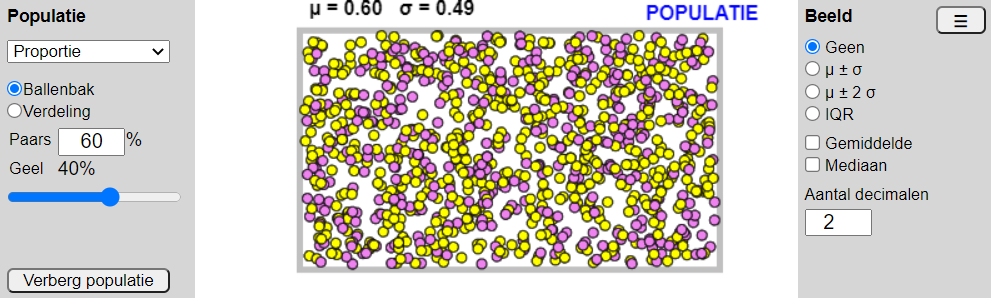 Populatie
Proportie
Ballenbak
Verdeling
Paars 60 %
Geel 40%
Verberg populatie
μ = 0.60 σ = 0.49
POPULATIE
Beeld
☰
Geen
μ ± σ
μ ± 2 σ
IQR
Gemiddelde
Mediaan
Aantal decimalen
2